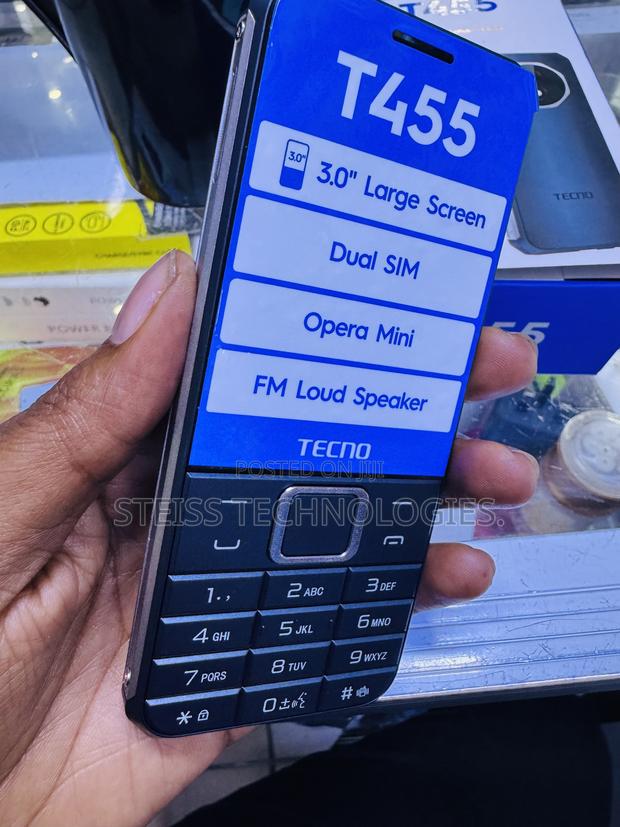 T455
T455
3.0"
3.0" Large Screen
Dual SIM
Opera Mini
FM Loud Speaker
TECNO
TECNO
55
POSTED ON JIJI
STEISS TECHNOLOGIES.
1.,
2 ABC
3 DEF
4 GHI
5 JKL
6 MNO
7 PQRS
8 TUV
9 WXYZ
*
0 ±
#